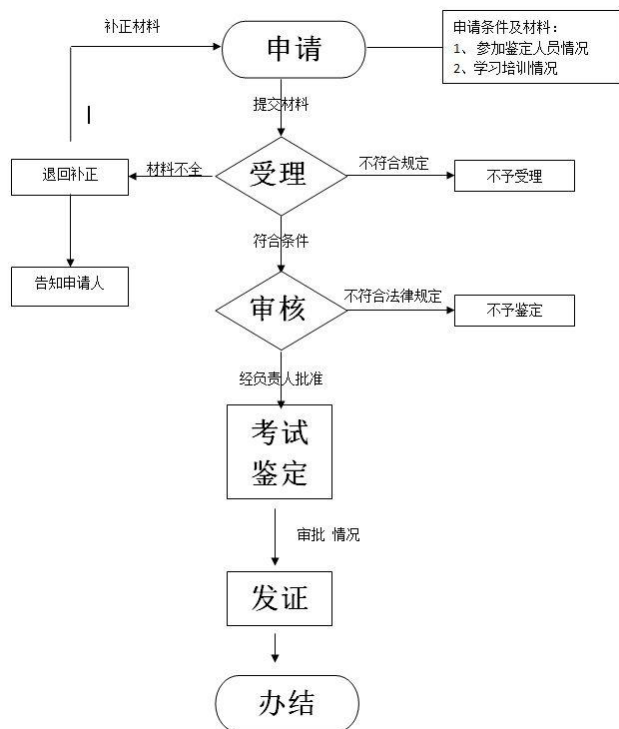 补正材料
申请
申请条件及材料：
1、 参加鉴定人员情况
2、 学习培训情况
提交材料
退回补正
材料不全
受理
不符合规定
不予受理
符合条件
告知申请人
审核
不符合法律规定
不予鉴定
经负责人批准
考试
鉴定
审批 情况
发证
办结